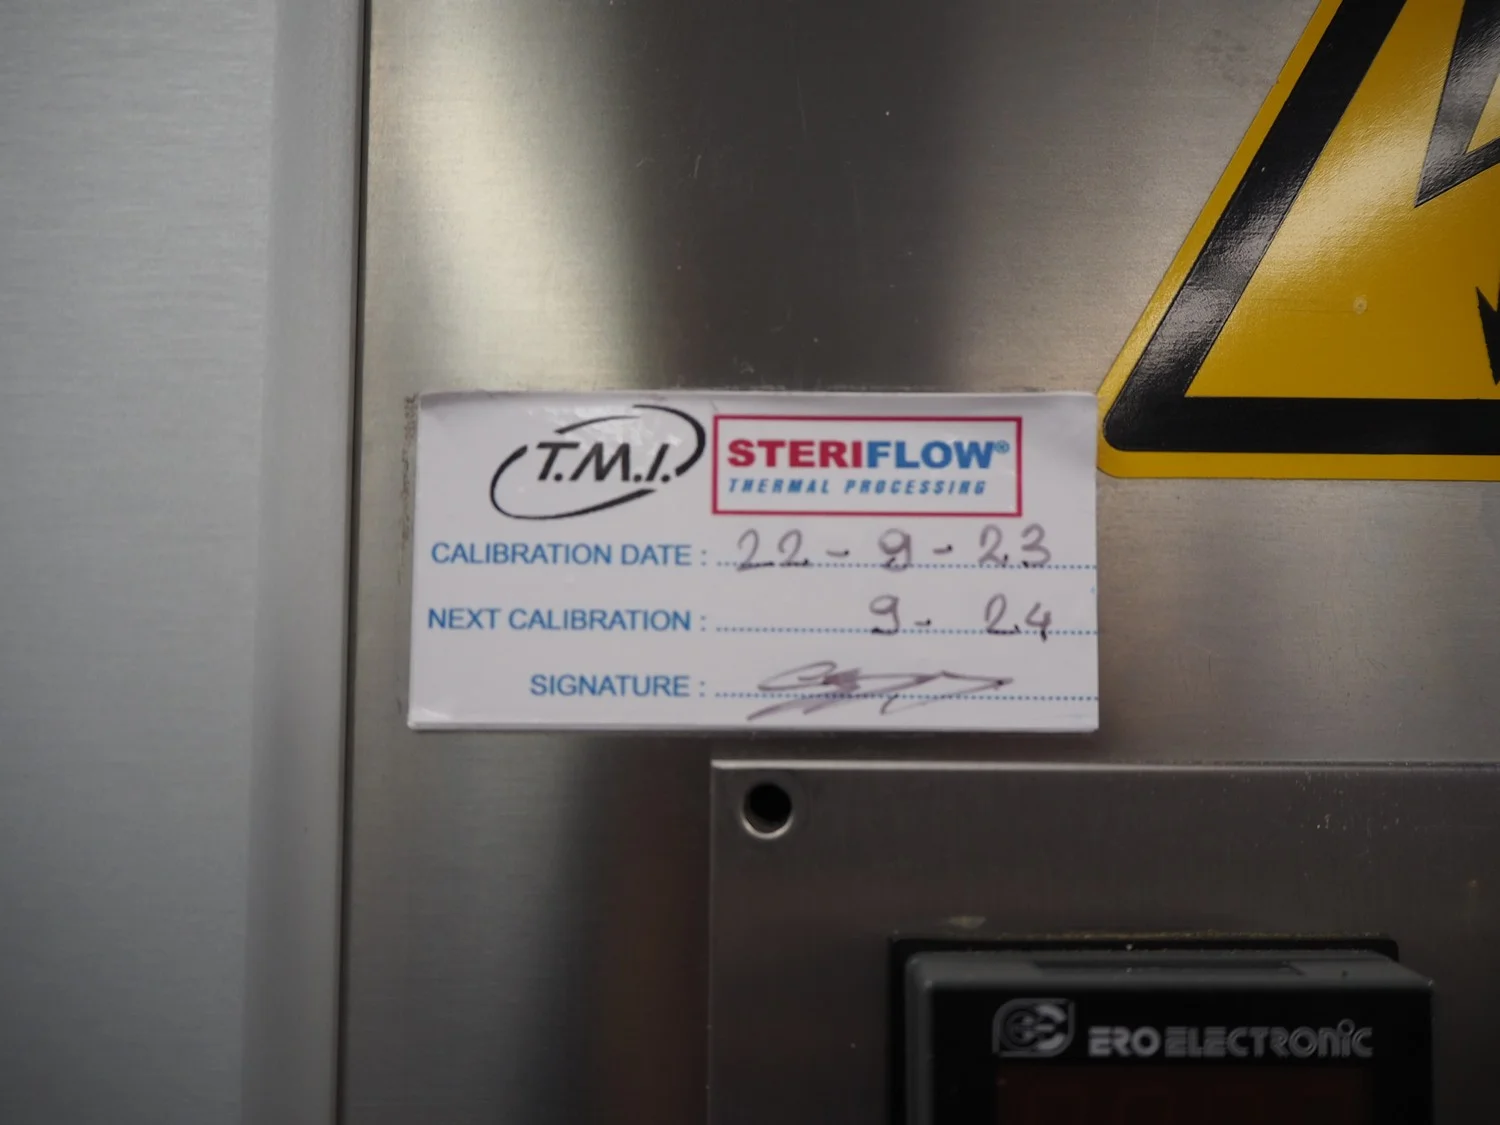 T.M.I. STERIFLOW®
THERMAL PROCESSING
CALIBRATION DATE : 22 - 9 - 23
NEXT CALIBRATION : 9 - 24
SIGNATURE :
ERO ELECTRONIC